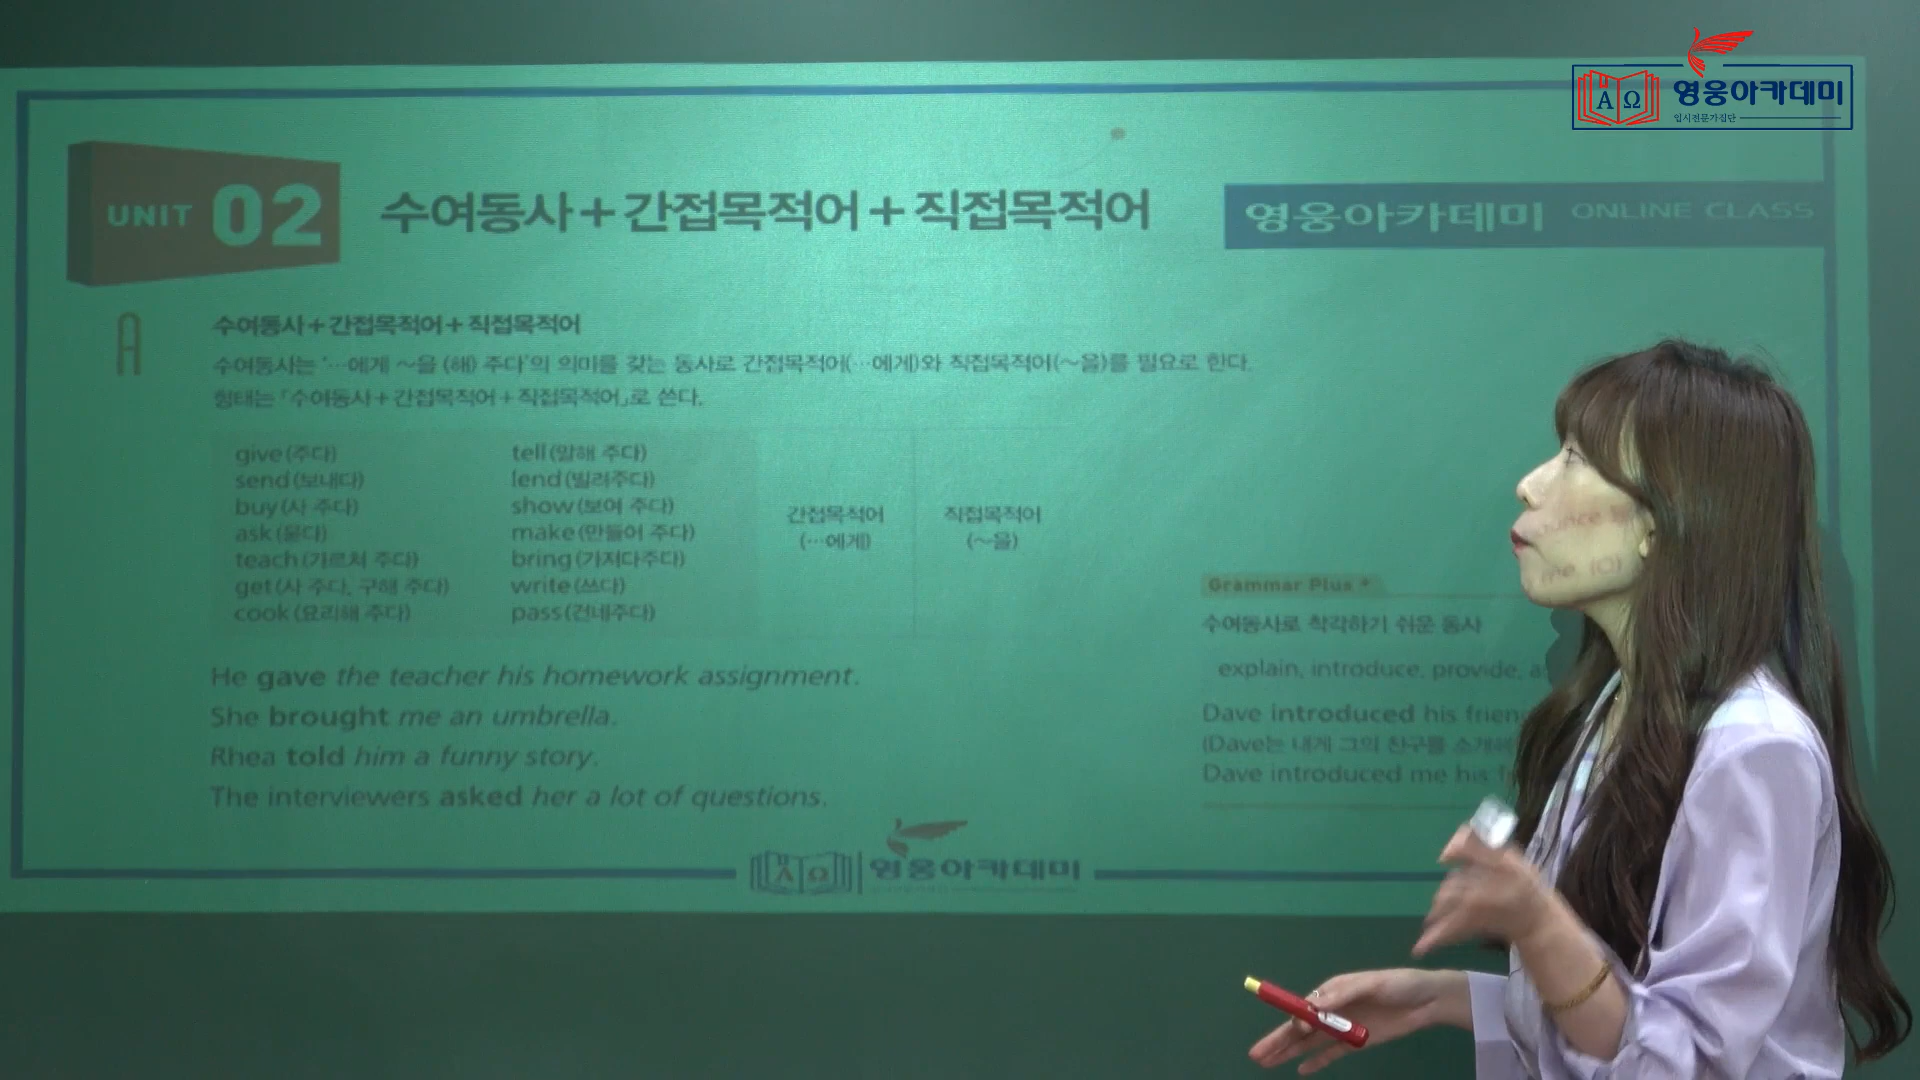 영웅아카데미
입시전문가집단
UNIT 02 수여동사+간접목적어+직접목적어
영웅아카데미 ONLINE CLASS
A 수여동사+간접목적어+직접목적어
수여동사는 '…에게 ~을 (해) 주다'의 의미를 갖는 동사로 간접목적어(…에게)와 직접목적어(~을)를 필요로 한다.
형태는 「수여동사+간접목적어+직접목적어」로 쓴다.
give(주다) tell(말해 주다)
send(보내다) lend(빌려주다)
buy(사 주다) show(보여 주다)
ask(묻다) make(만들어 주다)
teach(가르쳐 주다) bring(가져다주다)
get(사 주다, 구해 주다) write(쓰다)
cook(요리해 주다) pass(건네주다)
간접목적어 직접목적어
(…에게) (~을)
He gave the teacher his homework assignment.
She brought me an umbrella.
Rhea told him a funny story.
The interviewers asked her a lot of questions.
Grammar Plus +
수여동사로 착각하기 쉬운 동사
explain, introduce, provide,
Dave introduced his
(Dave는 내게 그의 친구를
Dave introduced me his
me (O)
영웅아카데미